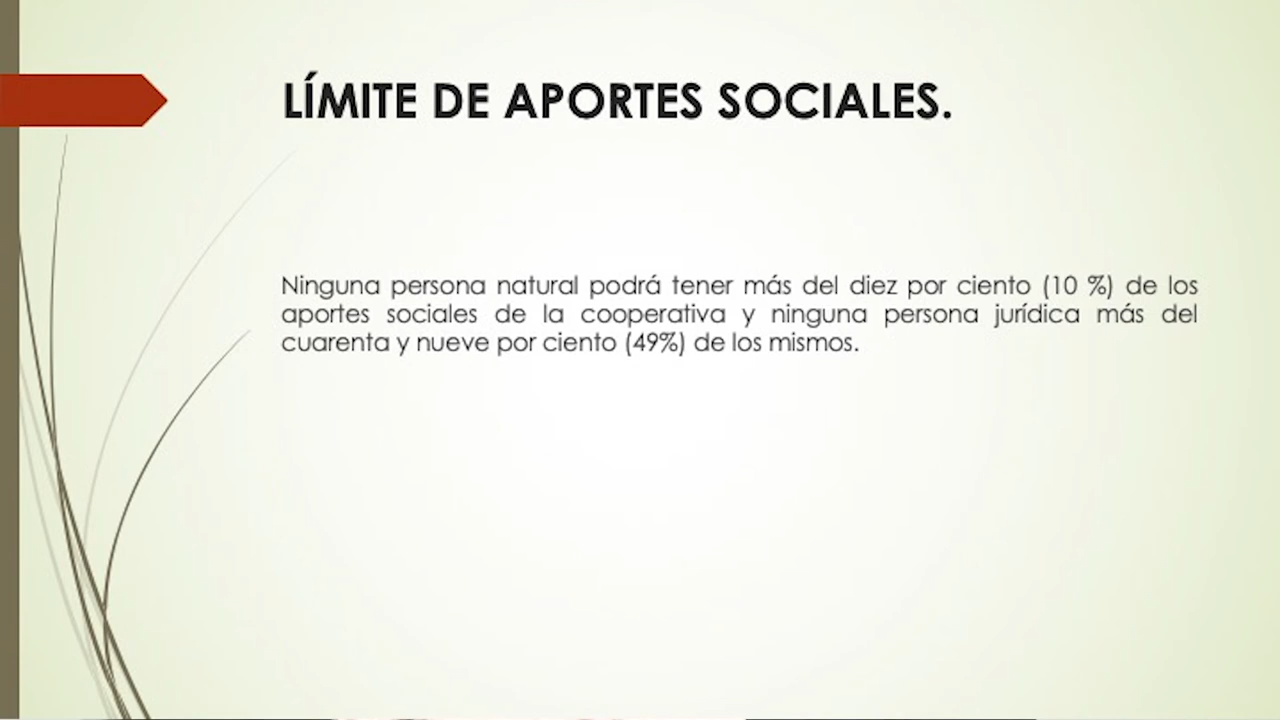 LÍMITE DE APORTES SOCIALES.
Ninguna persona natural podrá tener más del diez por ciento (10 %) de los
aportes sociales de la cooperativa y ninguna persona jurídica más del
cuarenta y nueve por ciento (49%) de los mismos.